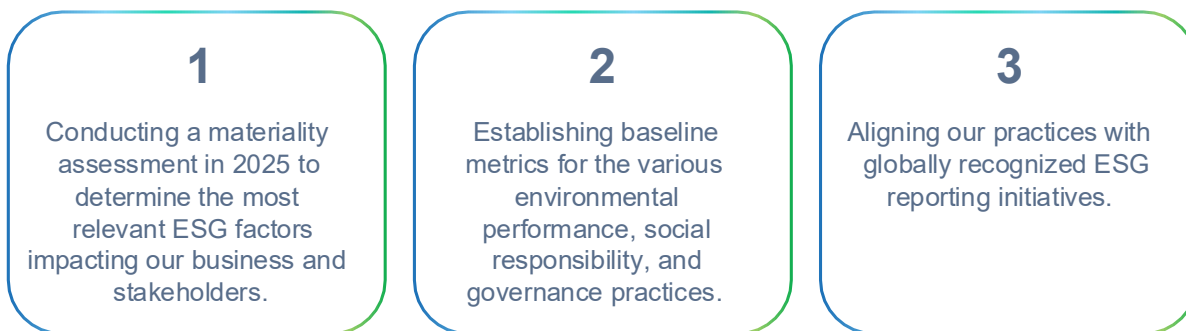 1
Conducting a materiality
assessment in 2025 to
determine the most
relevant ESG factors
impacting our business and
stakeholders.
2
Establishing baseline
metrics for the various
environmental
performance, social
responsibility, and
governance practices.
3
Aligning our practices with
globally recognized ESG
reporting initiatives.